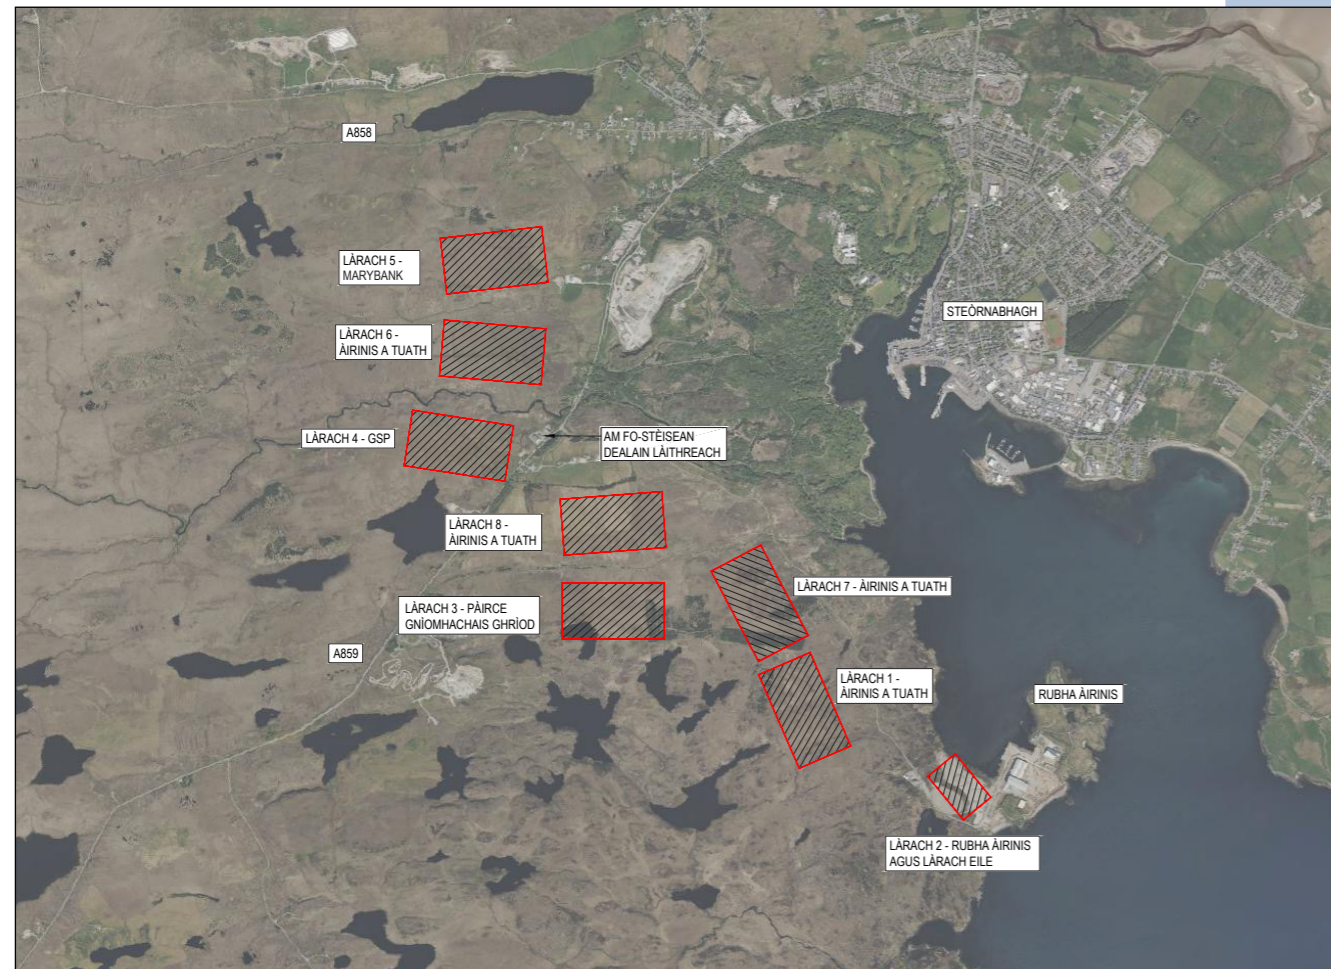 A858
LÀRACH 5 -
MARYBANK
STEÒRNABHAGH
LÀRACH 6 -
ÀIRINIS A TUATH
LÀRACH 4 - GSP
AM FO-STÈISEAN
DEALAIN LÀITHREACH
LÀRACH 8 -
ÀIRINIS A TUATH
LÀRACH 7 - ÀIRINIS A TUATH
LÀRACH 3 - PÀIRCE
GNÌOMHACHAIS GHRÌOD
A859
LÀRACH 1 -
ÀIRINIS A TUATH
RUBHA ÀIRINIS
LÀRACH 2 - RUBHA ÀIRINIS
AGUS LÀRACH EILE